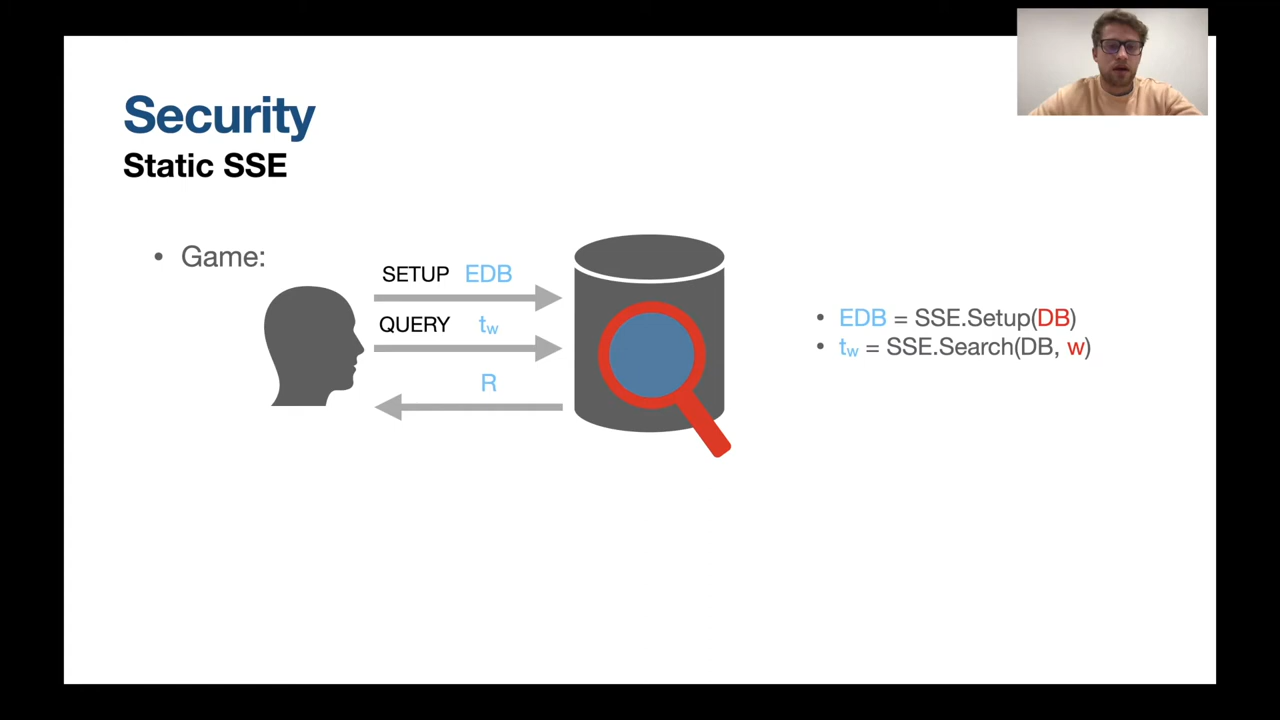 Security
Static SSE
• Game:
SETUP EDB
QUERY tw
R
• EDB = SSE.Setup(DB)
• tw = SSE.Search(DB, w)